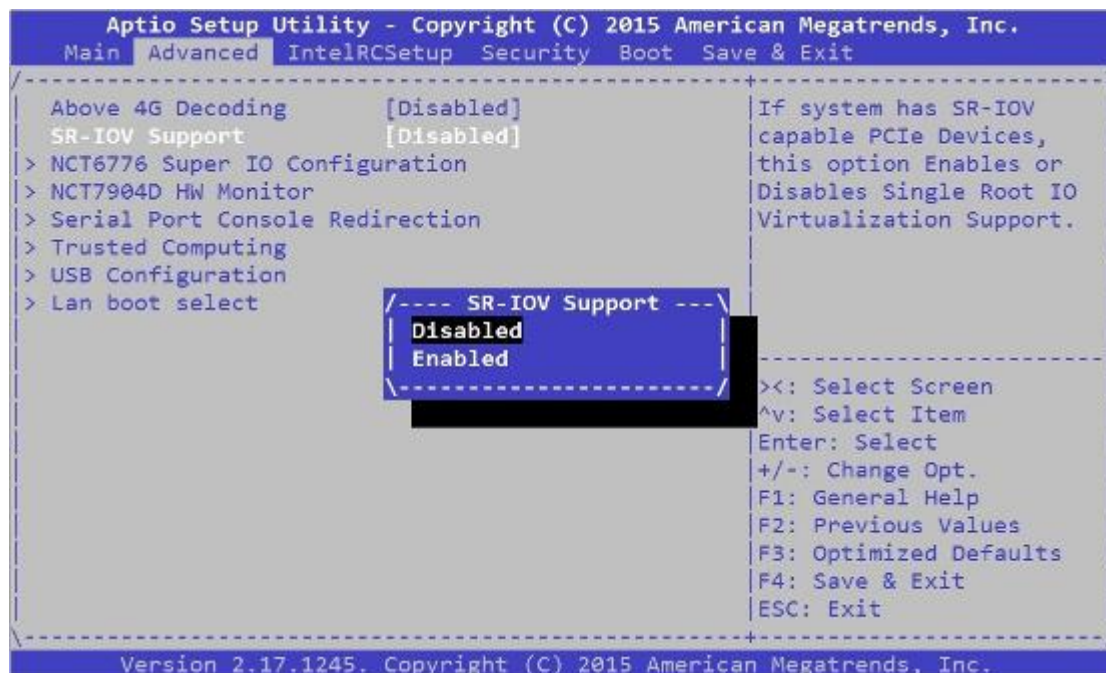 Aptio Setup Utility - Copyright (C) 2015 American Megatrends, Inc.
Main Advanced IntelRCSetup Security Boot Save & Exit
Above 4G Decoding [Disabled]
SR-IOV Support [Disabled]
> NCT6776 Super IO Configuration
> NCT7904D HW Monitor
> Serial Port Console Redirection
> Trusted Computing
> USB Configuration
> Lan boot select
/---- SR-IOV Support ---\
Disabled
Enabled
If system has SR-IOV
capable PCIe Devices,
this option Enables or
Disables Single Root IO
Virtualization Support.
><: Select Screen
^v: Select Item
Enter: Select
+/-: Change Opt.
F1: General Help
F2: Previous Values
F3: Optimized Defaults
F4: Save & Exit
ESC: Exit
Version 2.17.1245. Copyright (C) 2015 American Megatrends, Inc.